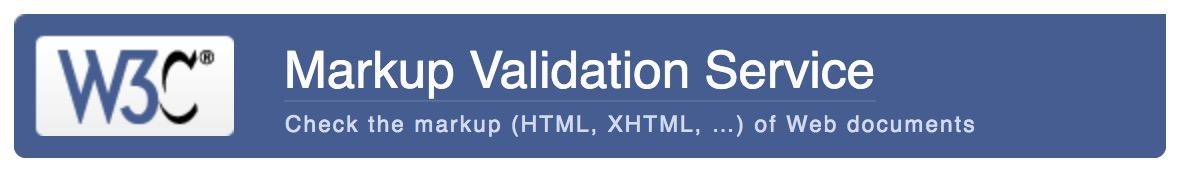 W3C®
Markup Validation Service
Check the markup (HTML, XHTML, ...) of Web documents